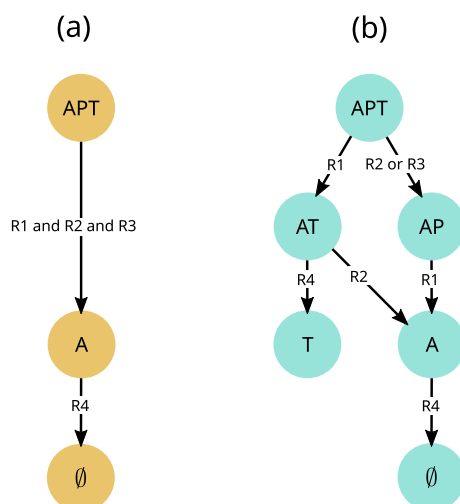 (a)
APT
R1 and R2 and R3
A
R4
∅
(b)
APT
R1
R2 or R3
AT
AP
R4
R2
R1
T
A
R4
∅